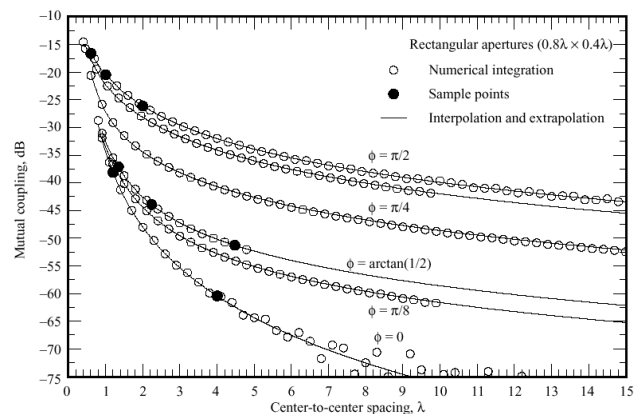 Rectangular apertures (0.8λ × 0.4λ)
Numerical integration
Sample points
Interpolation and extrapolation
Mutual coupling, dB
−10
−15
−20
−25
−30
−35
−40
−45
−50
−55
−60
−65
−70
−75
ϕ = π/2
ϕ = π/4
ϕ = arctan(1/2)
ϕ = π/8
ϕ = 0
0 1 2 3 4 5 6 7 8 9 10 11 12 13 14 15
Center-to-center spacing, λ